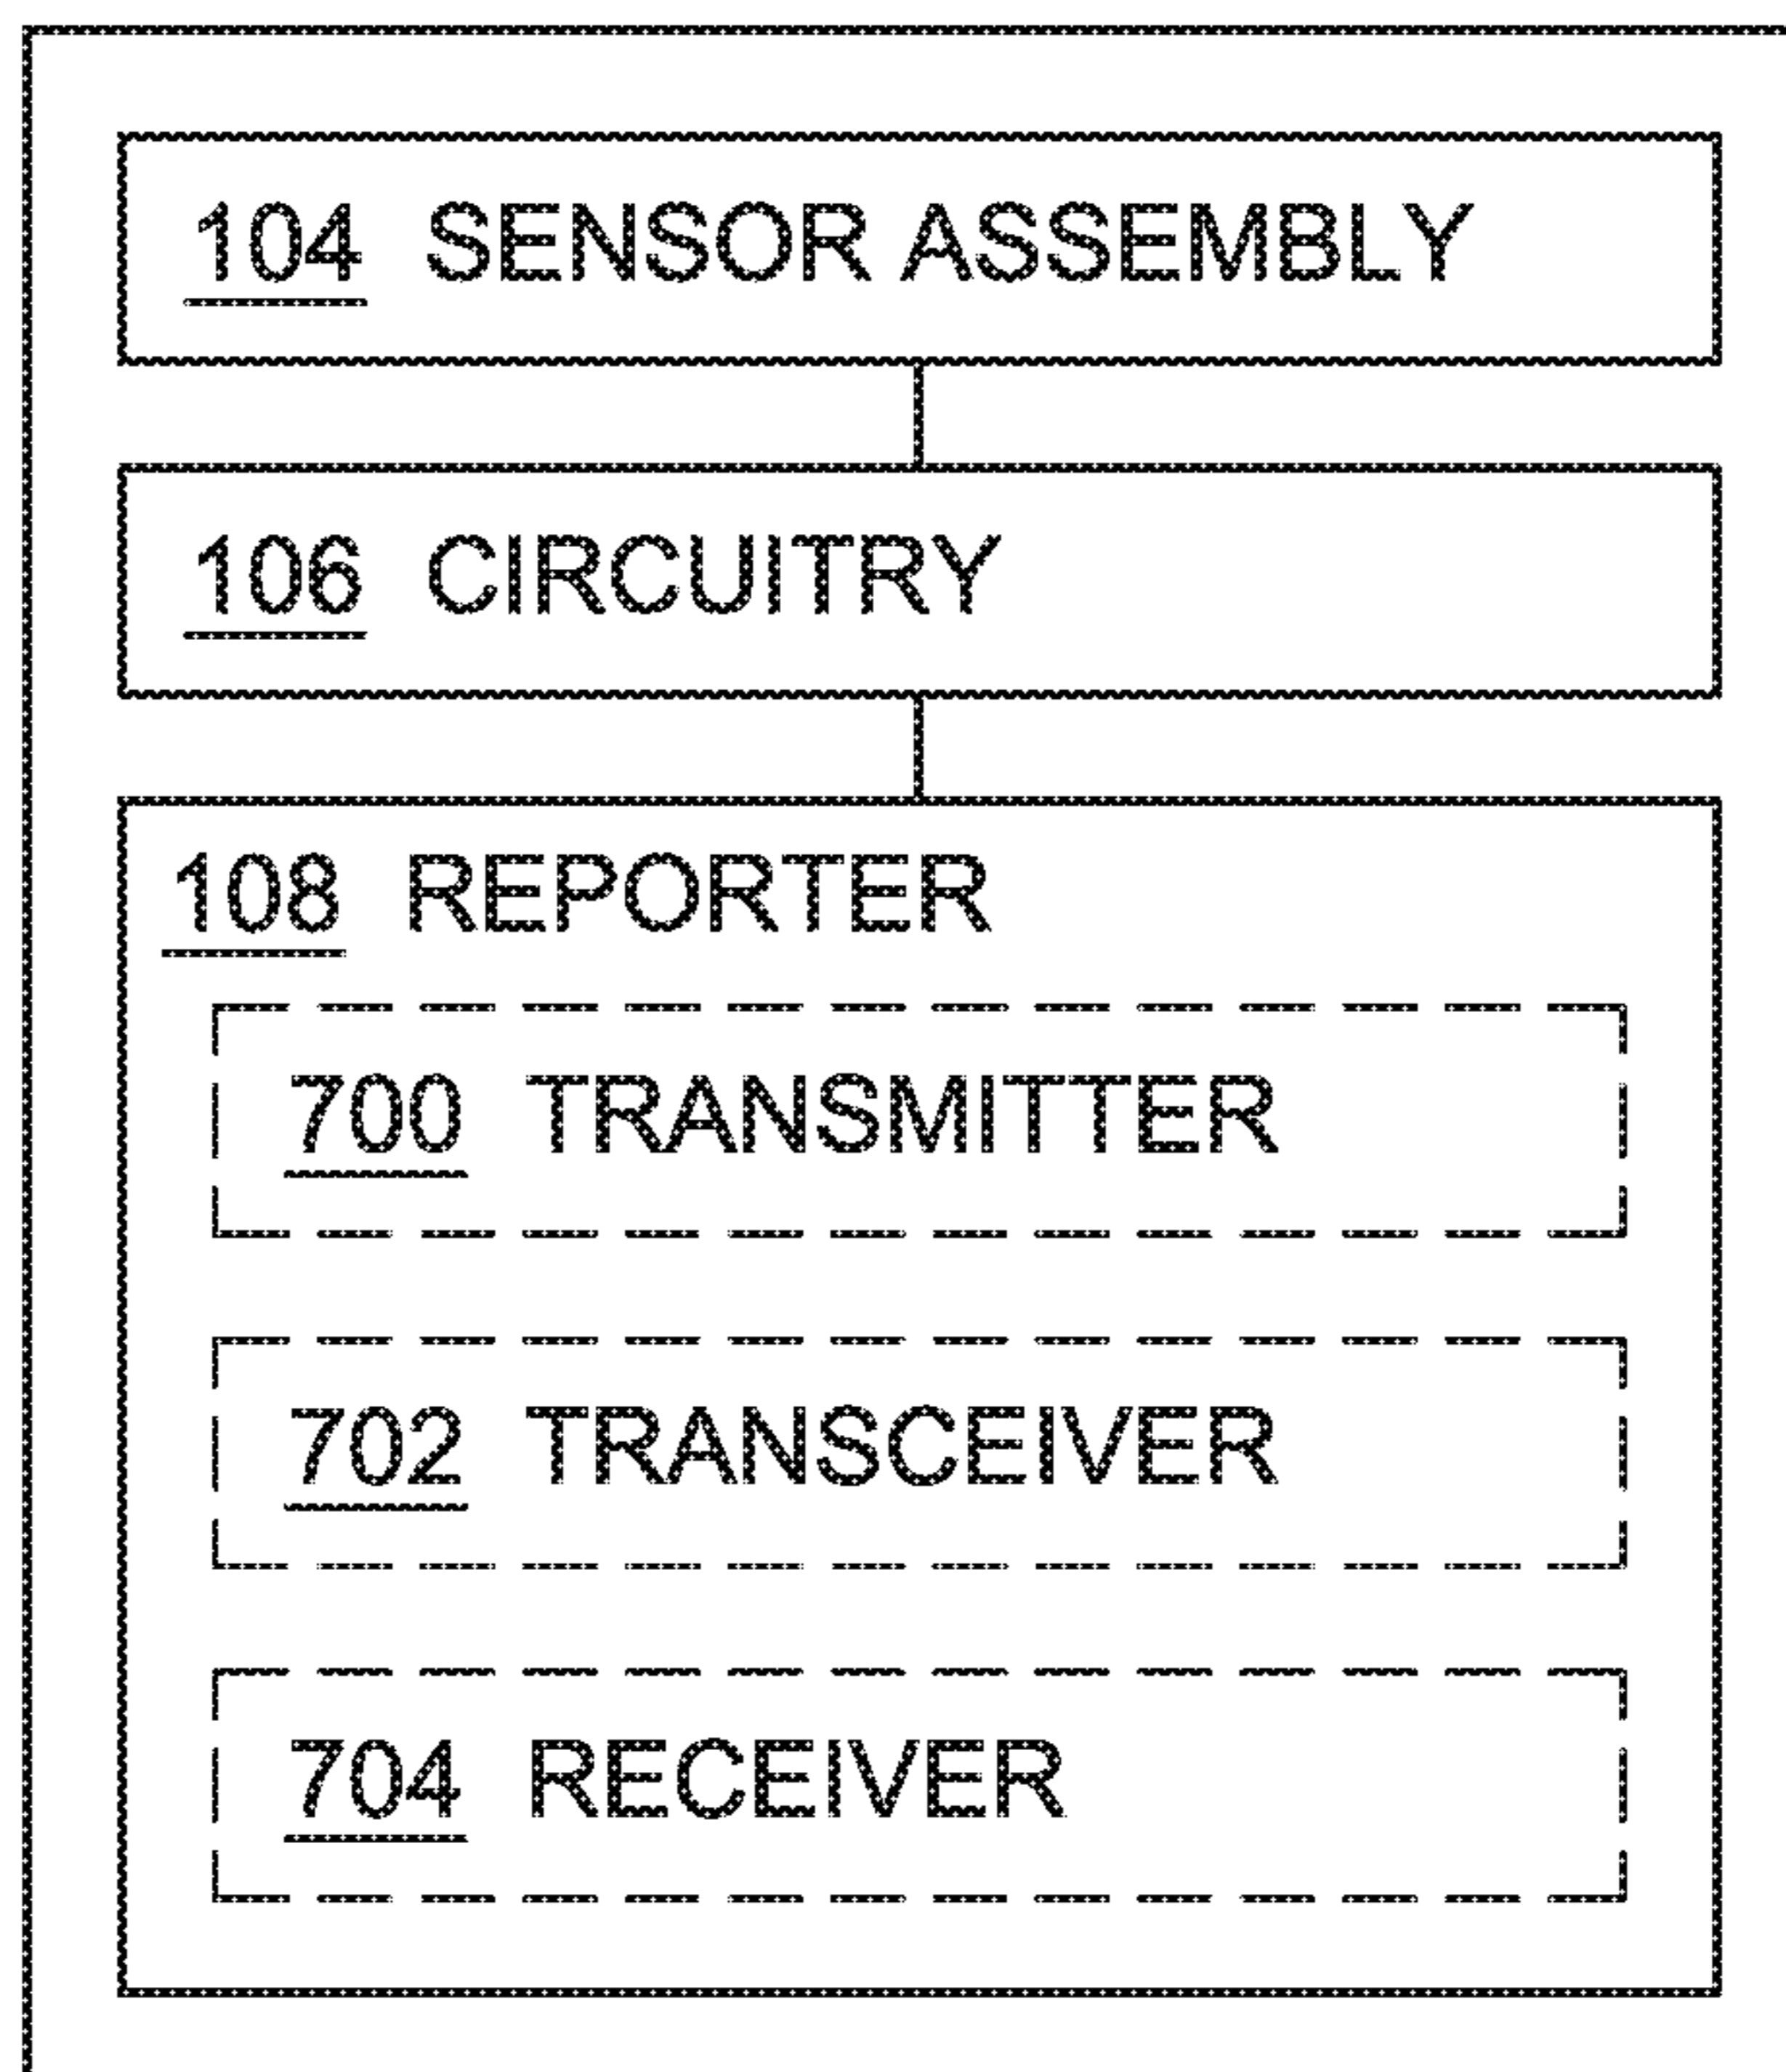 104 SENSOR ASSEMBLY
106 CIRCUITRY
108 REPORTER
700 TRANSMITTER
702 TRANSCEIVER
704 RECEIVER